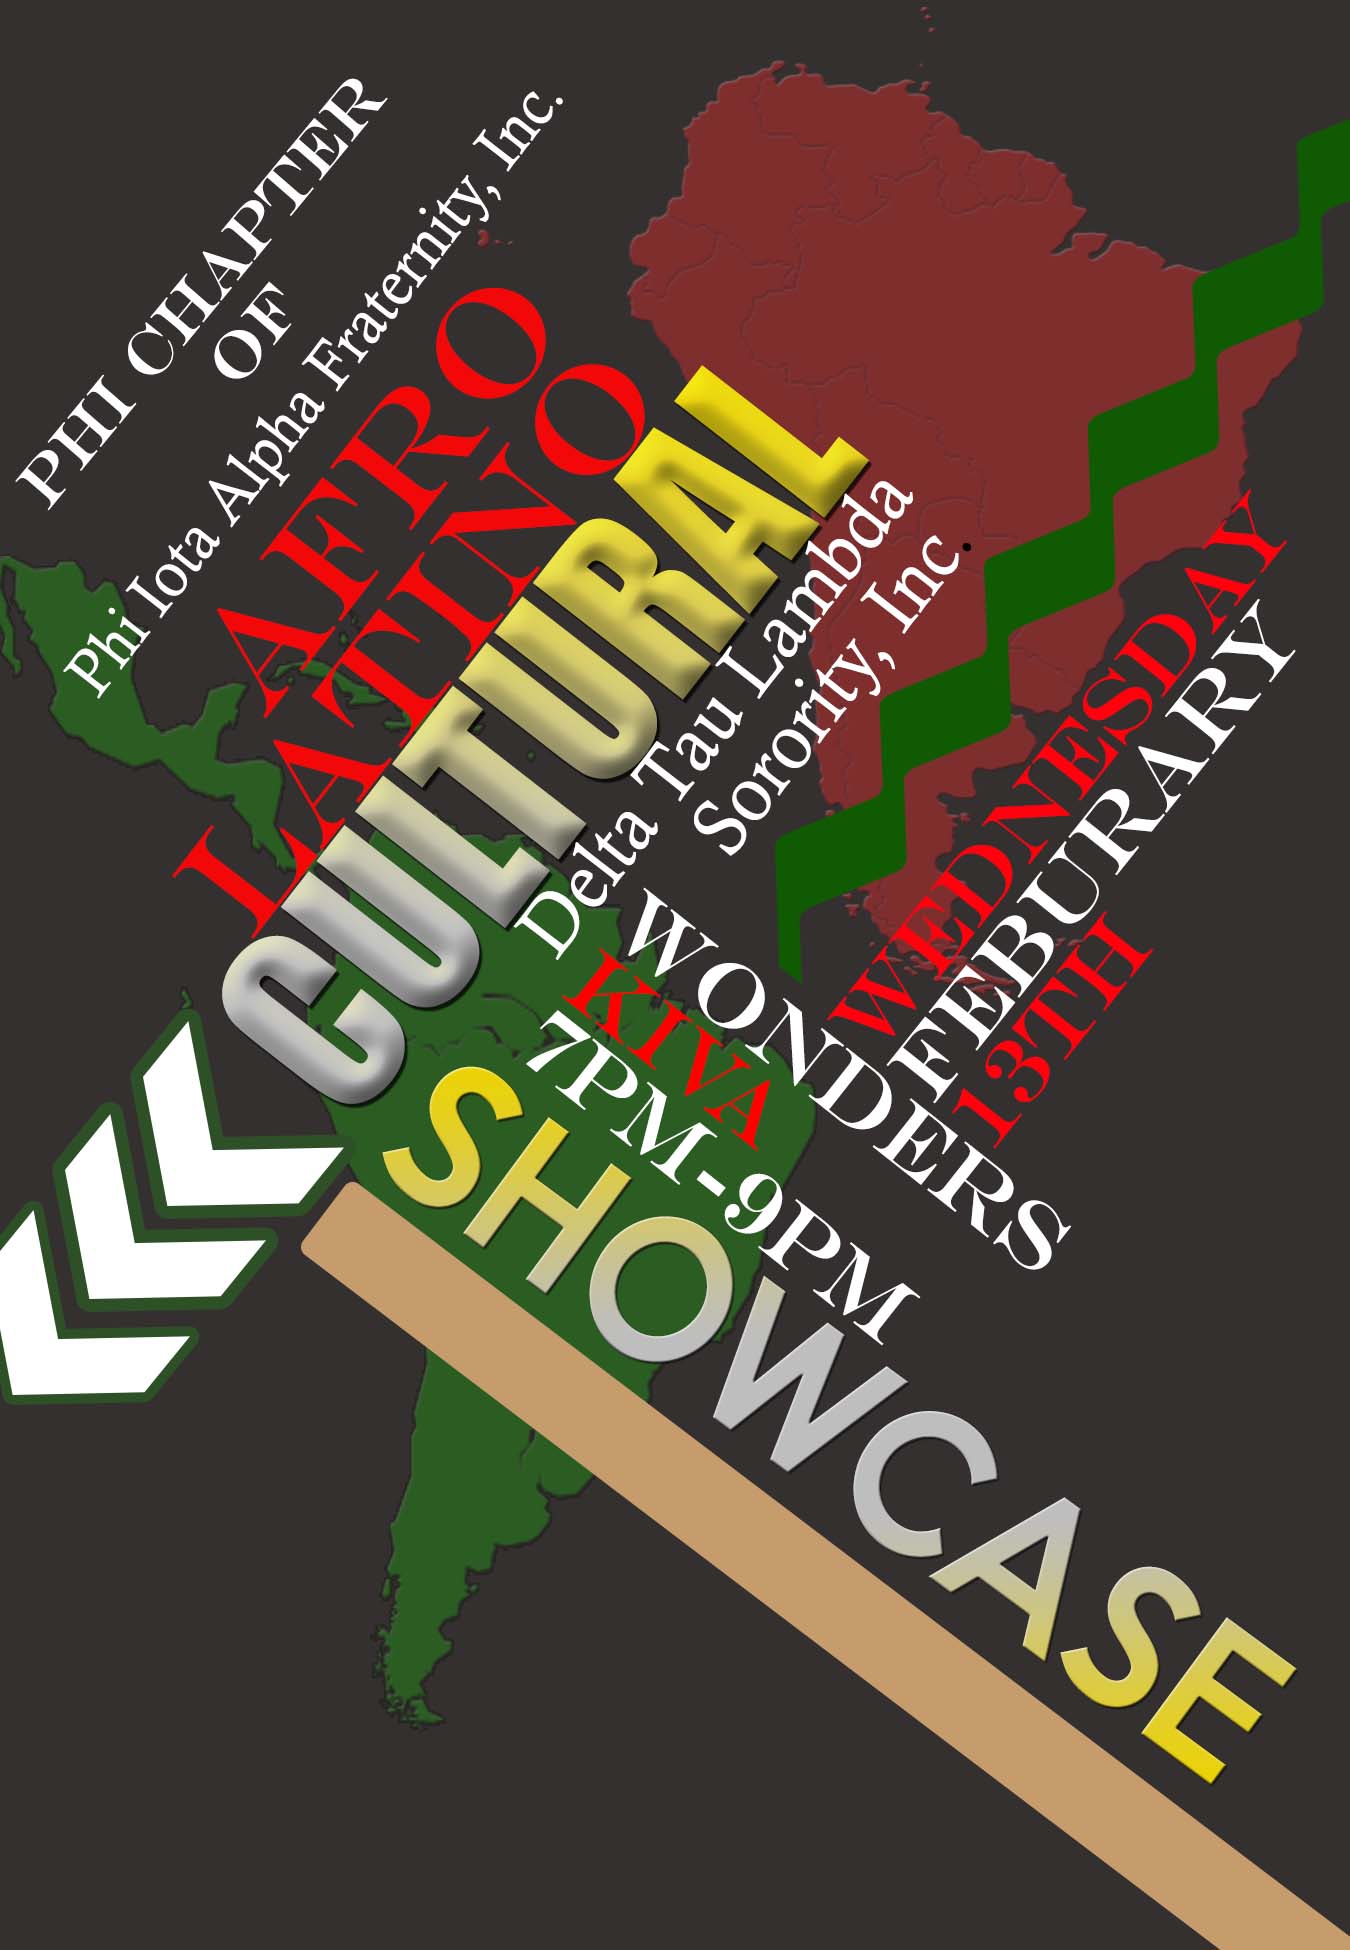 PHI CHAPTER
OF
Phi Iota Alpha Fraternity, Inc.
AFRO
LATINO
CULTURAL
Delta Tau Lambda
Sorority, Inc.
WEDNESDAY
FEBURARY
13TH
WONDERS
KIVA
7PM-9PM
SHOWCASE